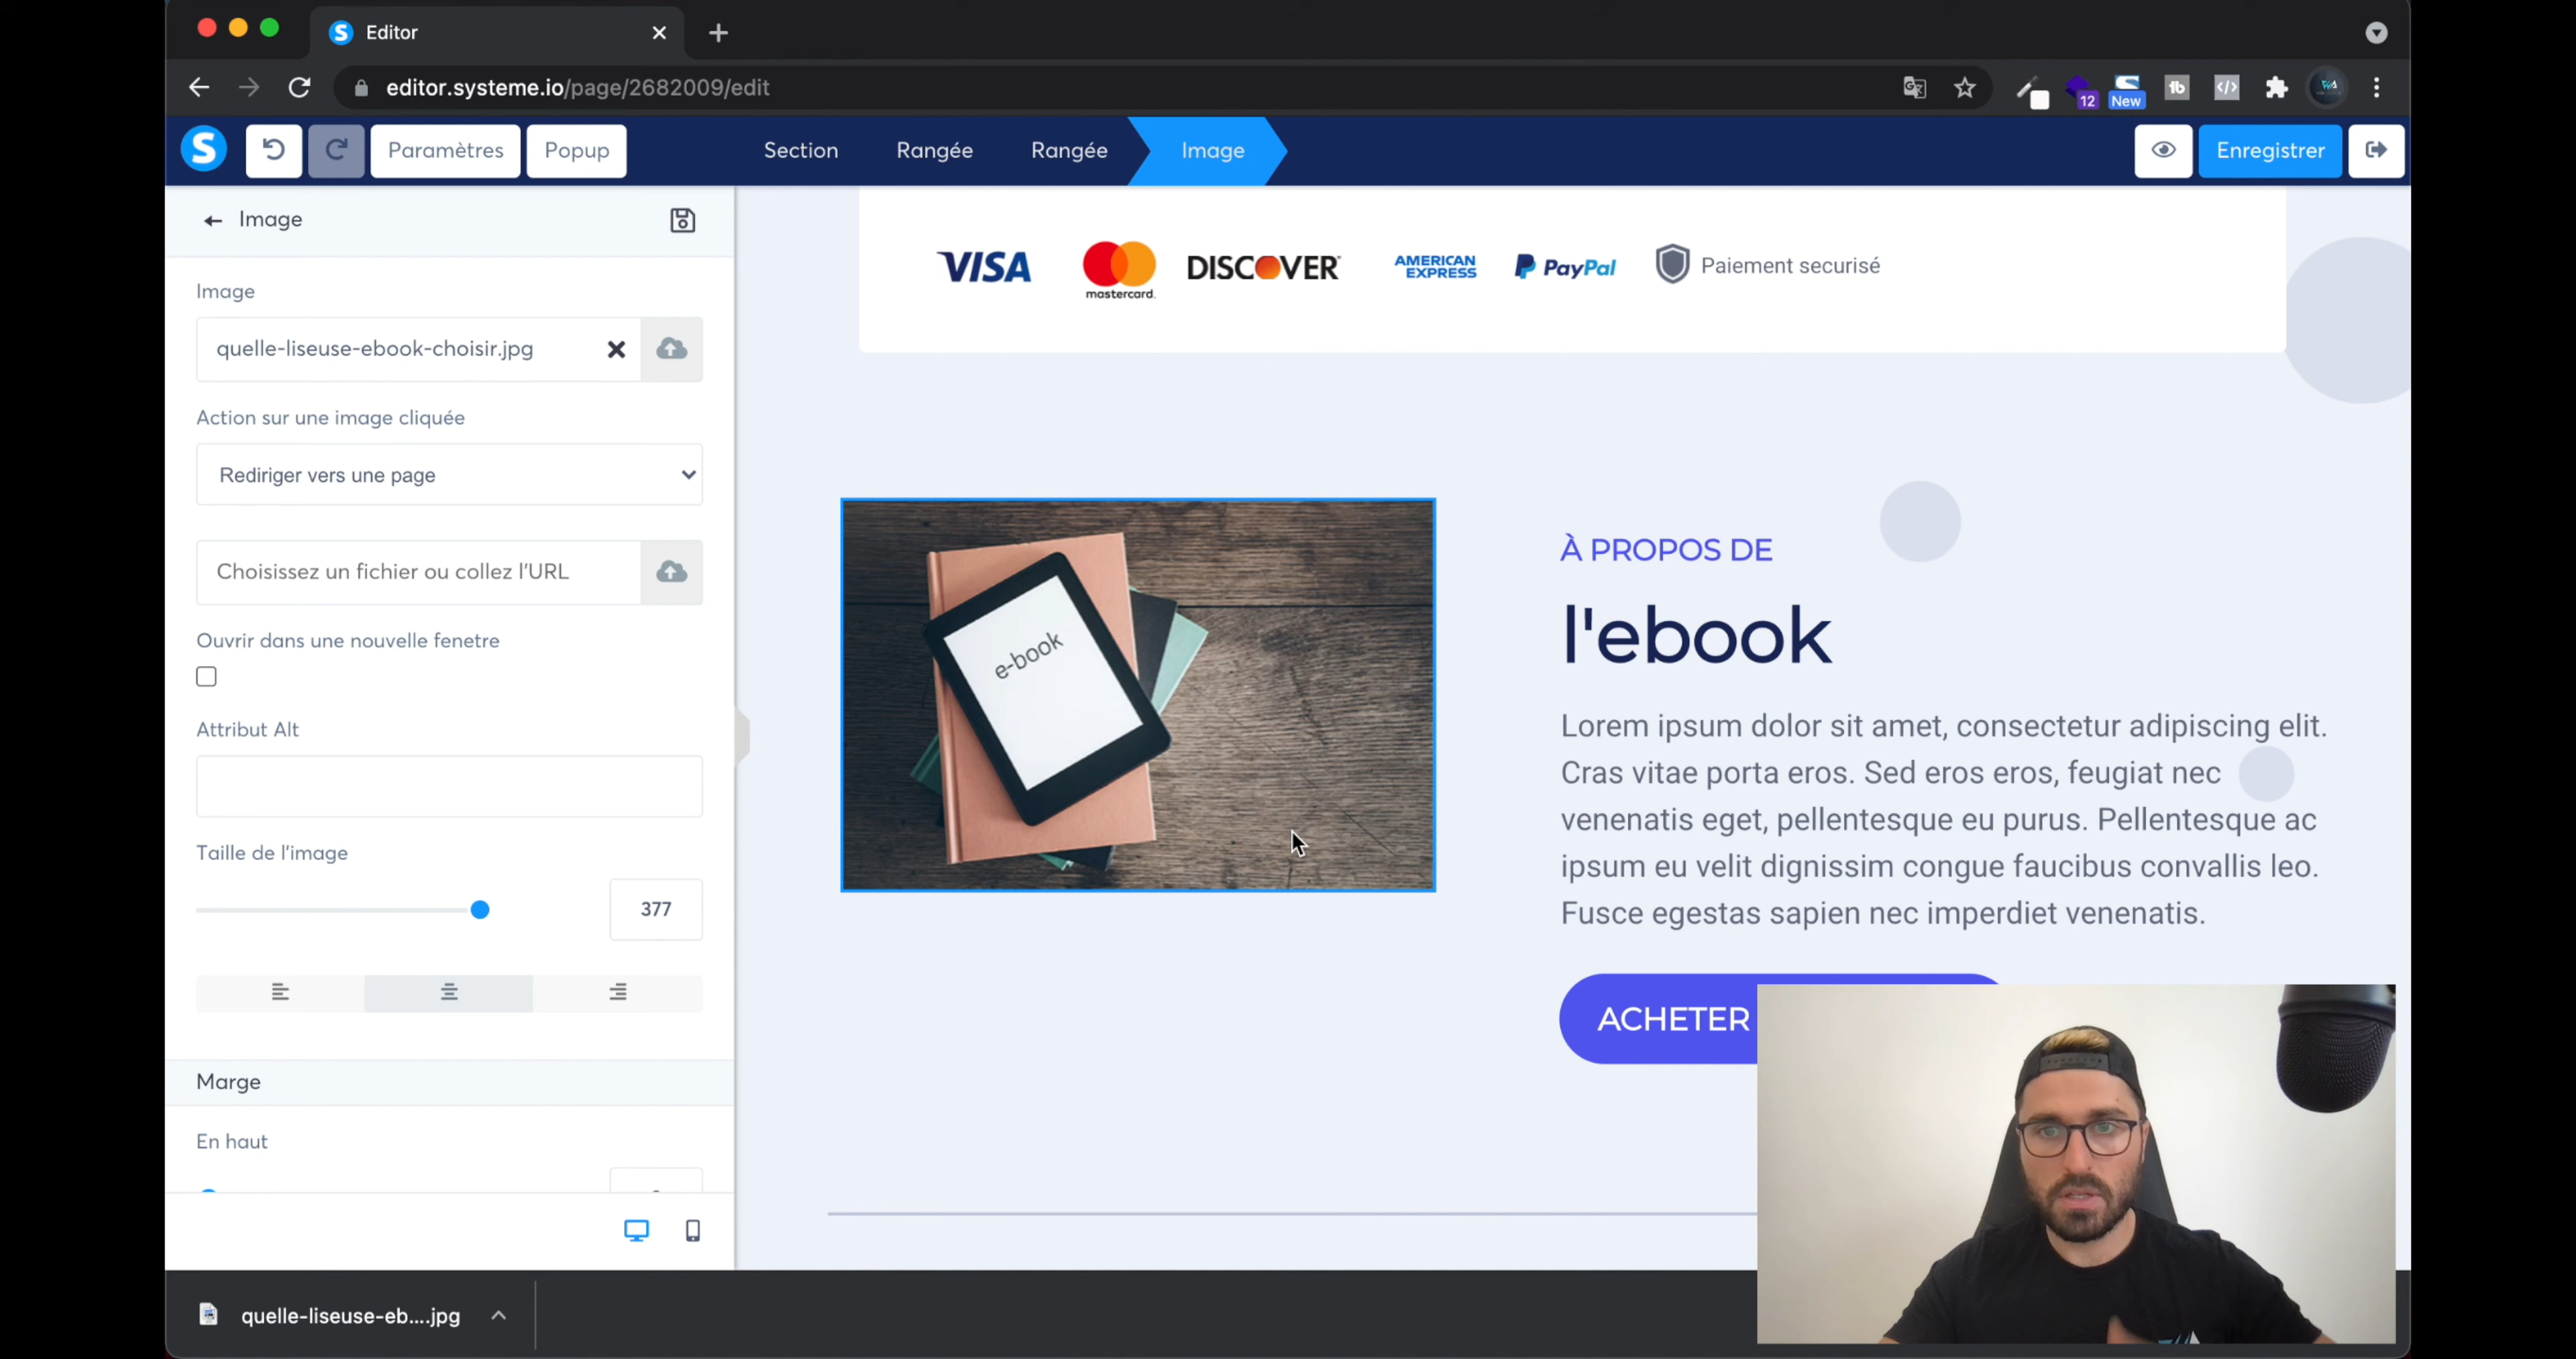 Editor
editor.systeme.io/page/2682009/edit
12
New
tb
</>
WA
S
Paramètres
Popup
Section
Rangée
Rangée
Image
Enregistrer
Image
Image
quelle-liseuse-ebook-choisir.jpg
Action sur une image cliquée
Rediriger vers une page
Choisissez un fichier ou collez l'URL
Ouvrir dans une nouvelle fenetre
Attribut Alt
Taille de l'image
377
Marge
En haut
VISA
mastercard.
DISCOVER
AMERICAN
EXPRESS
PayPal
Paiement securisé
e-book
À PROPOS DE
l'ebook
Lorem ipsum dolor sit amet, consectetur adipiscing elit.
Cras vitae porta eros. Sed eros eros, feugiat nec
venenatis eget, pellentesque eu purus. Pellentesque ac
ipsum eu velit dignissim congue faucibus convallis leo.
Fusce egestas sapien nec imperdiet venenatis.
ACHETER
quelle-liseuse-eb....jpg